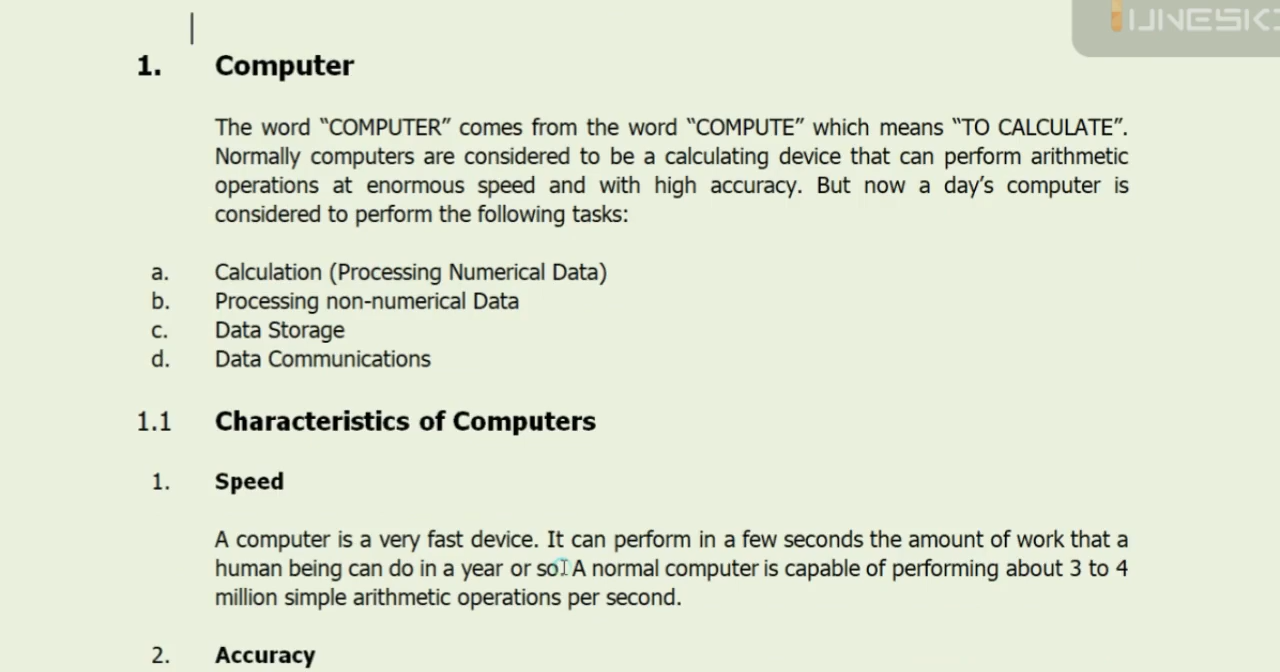 IJNESK
1. Computer
The word “COMPUTER” comes from the word “COMPUTE” which means “TO CALCULATE”.
Normally computers are considered to be a calculating device that can perform arithmetic
operations at enormous speed and with high accuracy. But now a day’s computer is
considered to perform the following tasks:
a. Calculation (Processing Numerical Data)
b. Processing non-numerical Data
c. Data Storage
d. Data Communications
1.1 Characteristics of Computers
1. Speed
A computer is a very fast device. It can perform in a few seconds the amount of work that a
human being can do in a year or so. A normal computer is capable of performing about 3 to 4
million simple arithmetic operations per second.
2. Accuracy